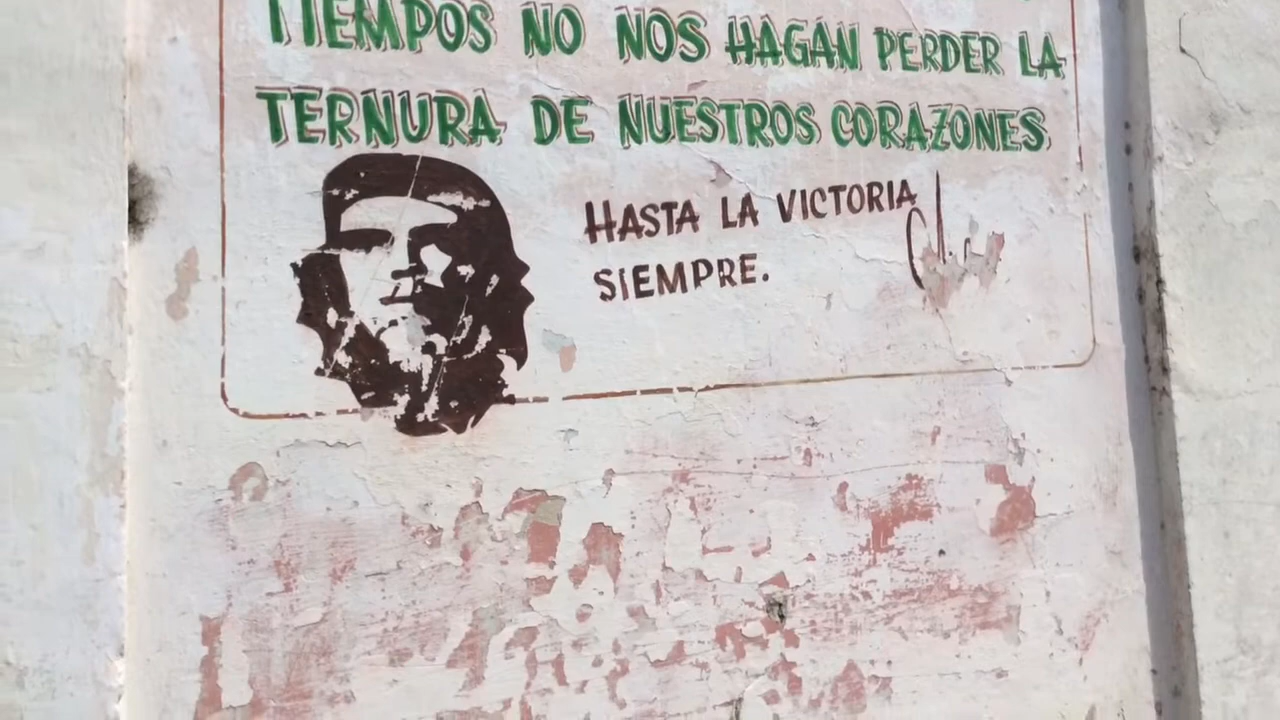 TIEMPOS NO NOS HAGAN PERDER LA
TERNURA DE NUESTROS CORAZONES
HASTA LA VICTORIA
SIEMPRE.